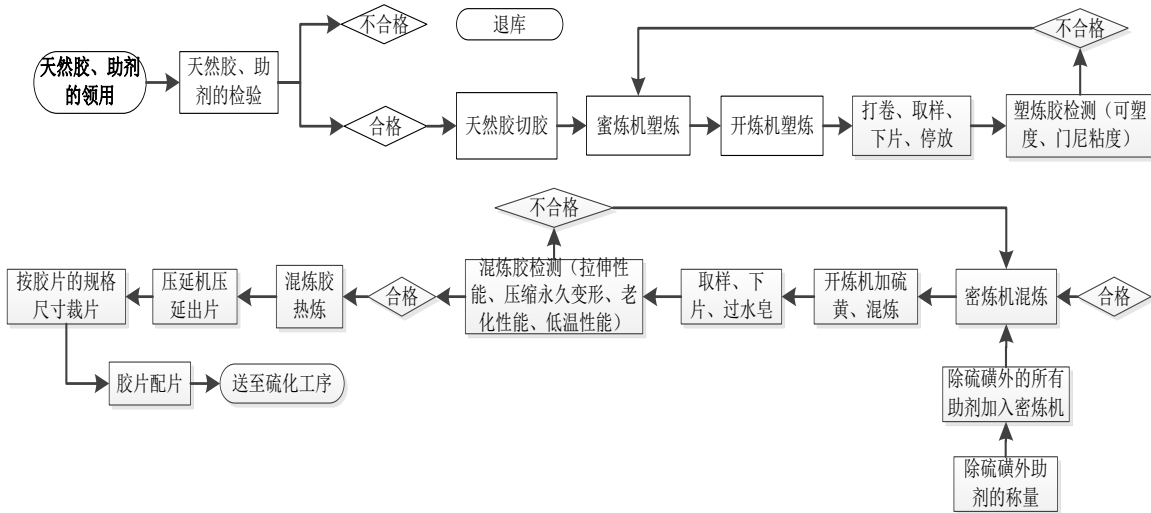 不合格
退库
不合格
天然胶、助剂
的领用
天然胶、助
剂的检验
合格
天然胶切胶
蜜炼机塑炼
开炼机塑炼
打卷、取样、
下片、停放
塑炼胶检测（可塑
度、门尼粘度）
不合格
按胶片的规格
尺寸裁片
压延机压
延出片
混炼胶
热炼
合格
混炼胶检测（拉伸性
能、压缩永久变形、老
化性能、低温性能）
取样、下
片、过水皂
开炼机加硫
黄、混炼
密炼机混炼
合格
胶片配片
送至硫化工序
除硫磺外的所有
助剂加入密炼机
除硫磺外助
剂的称量